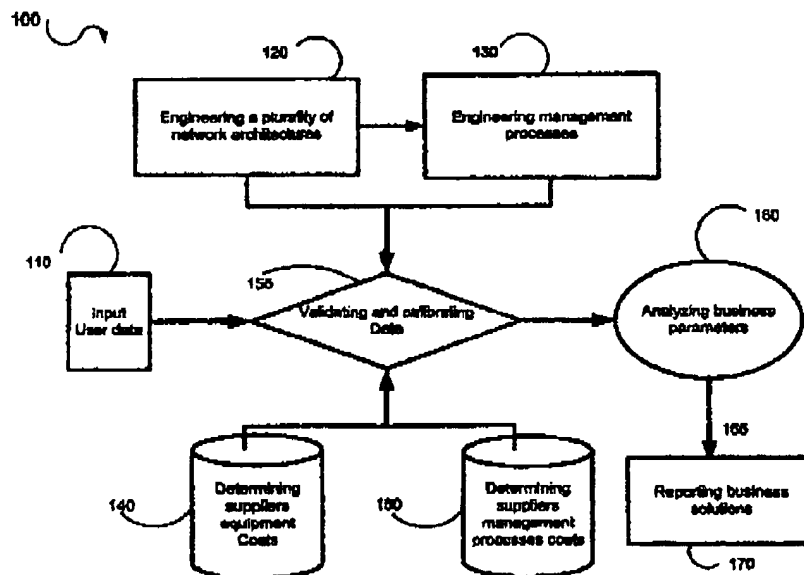 100
120
130
Engineering a plurality of
network architectures
Engineering management
processes
110
155
160
Input
User data
Validating and calibrating
Data
Analyzing business
parameters
165
140
Determining
suppliers
equipment
Costs
150
Determining
suppliers
management
processes costs
Reporting business
solutions
170